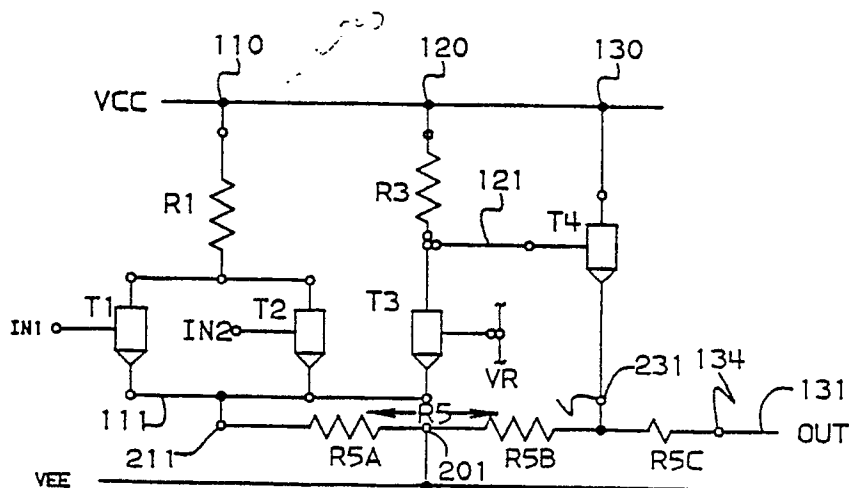 110
120
130
VCC
R1
R3
121
T4
IN1
T1
IN2
T2
T3
VR
111
R5
231
134
131
211
R5A
201
R5B
R5C
OUT
VEE